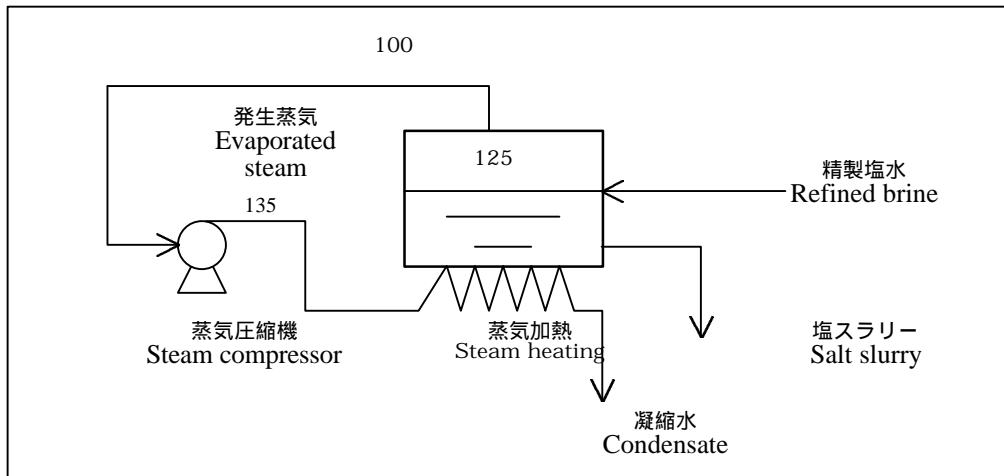 100
発生蒸気
Evaporated
steam
125
精製塩水
Refined brine
135
蒸気圧縮機
Steam compressor
蒸気加熱
Steam heating
塩スラリー
Salt slurry
凝縮水
Condensate